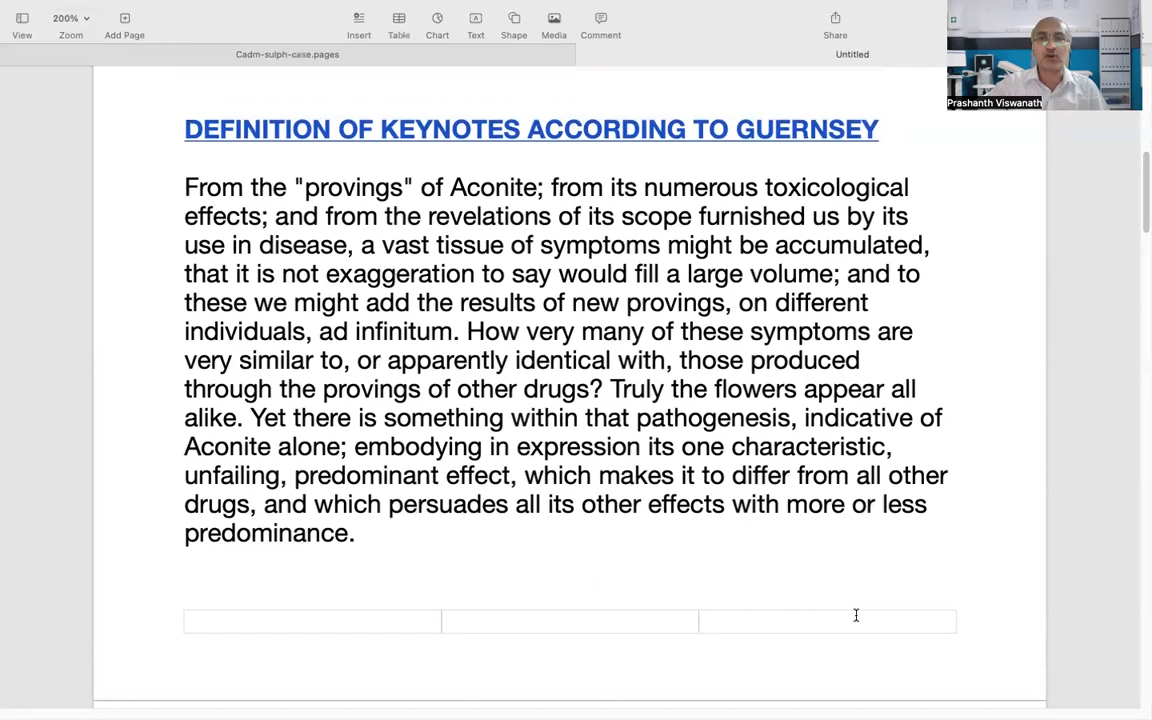 200%
View
Zoom
Add Page
Insert
Table
Chart
Text
Shape
Media
Comment
Share
Cadm-sulph-case.pages
Untitled
Prashanth Viswanath
DEFINITION OF KEYNOTES ACCORDING TO GUERNSEY
From the "provings" of Aconite; from its numerous toxicological
effects; and from the revelations of its scope furnished us by its
use in disease, a vast tissue of symptoms might be accumulated,
that it is not exaggeration to say would fill a large volume; and to
these we might add the results of new provings, on different
individuals, ad infinitum. How very many of these symptoms are
very similar to, or apparently identical with, those produced
through the provings of other drugs? Truly the flowers appear all
alike. Yet there is something within that pathogenesis, indicative of
Aconite alone; embodying in expression its one characteristic,
unfailing, predominant effect, which makes it to differ from all other
drugs, and which persuades all its other effects with more or less
predominance.